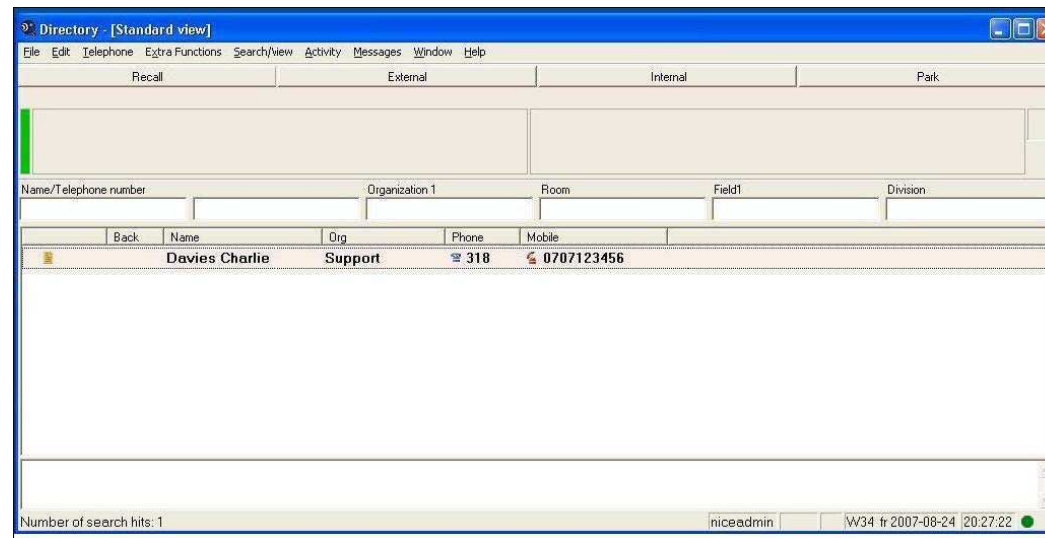 Directory - [Standard view]
File Edit Telephone Extra Functions Search/view Activity Messages Window Help
Recall External Internal Park
Name/Telephone number Organization 1 Room Field1 Division
Back Name Org Phone Mobile
Davies Charlie Support 318 0707123456
Number of search hits: 1 niceadmin W34 fr 2007-08-24 20:27:22